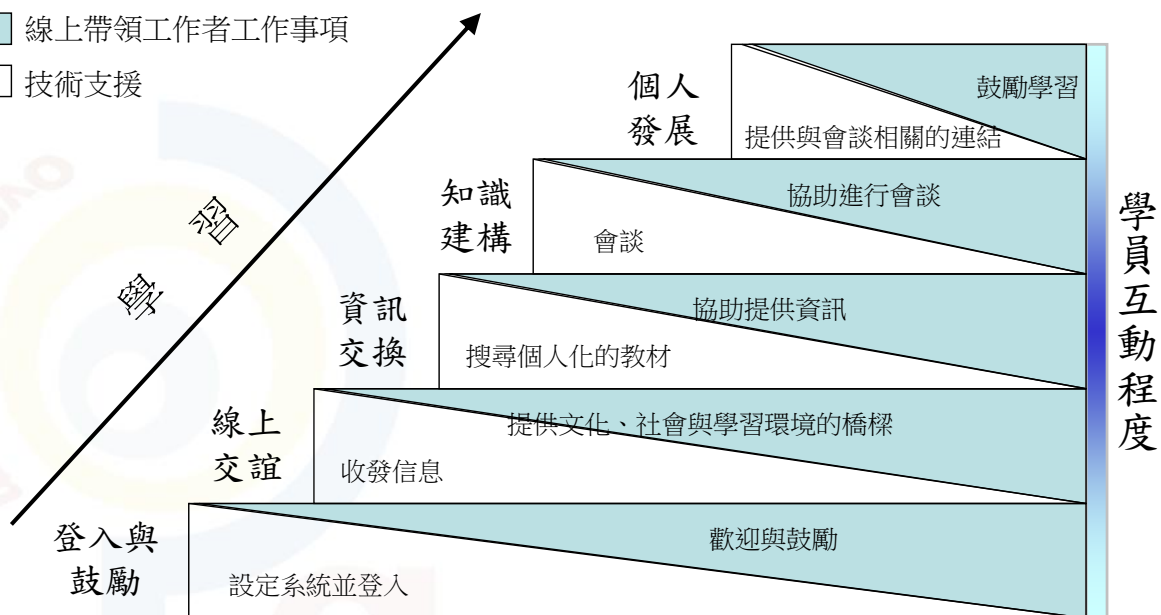 線上帶領工作者工作事項
技術支援
學習
個人
發展
鼓勵學習
提供與會談相關的連結
知識
建構
協助進行會談
會談
資訊
交換
協助提供資訊
搜尋個人化的教材
線上
交誼
提供文化、社會與學習環境的橋樑
收發信息
登入與
鼓勵
歡迎與鼓勵
設定系統並登入
學員互動程度